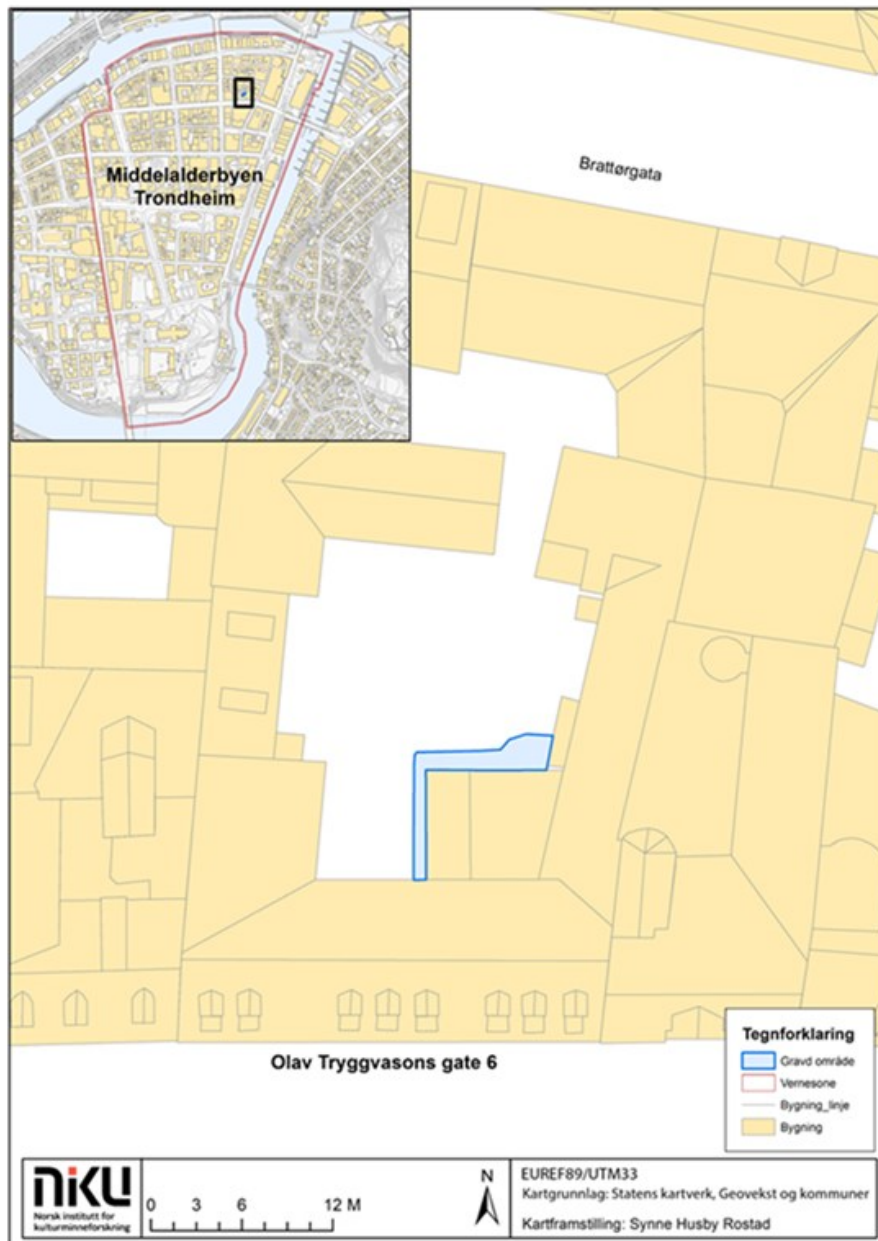 Middelalderbyen
Trondheim
Brattørgata
Olav Tryggvasons gate 6
Tegnforklaring
Gravd område
Vernesone
Bygning_linje
Bygning
NIKU
Norsk institutt for
kulturminneforskning
0 3 6 12 M
N
EUREF89/UTM33
Kartgrunnlag: Statens kartverk, Geovekst og kommuner
Kartframstilling: Synne Husby Rostad